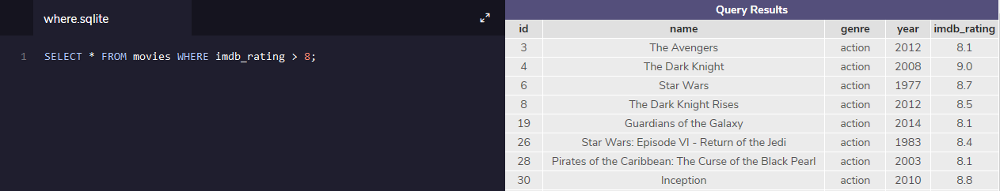 where.sqlite
1 SELECT * FROM movies WHERE imdb_rating > 8;
Query Results
id name genre year imdb_rating
3 The Avengers action 2012 8.1
4 The Dark Knight action 2008 9.0
6 Star Wars action 1977 8.7
8 The Dark Knight Rises action 2012 8.5
19 Guardians of the Galaxy action 2014 8.1
26 Star Wars: Episode VI - Return of the Jedi action 1983 8.4
28 Pirates of the Caribbean: The Curse of the Black Pearl action 2003 8.1
30 Inception action 2010 8.8